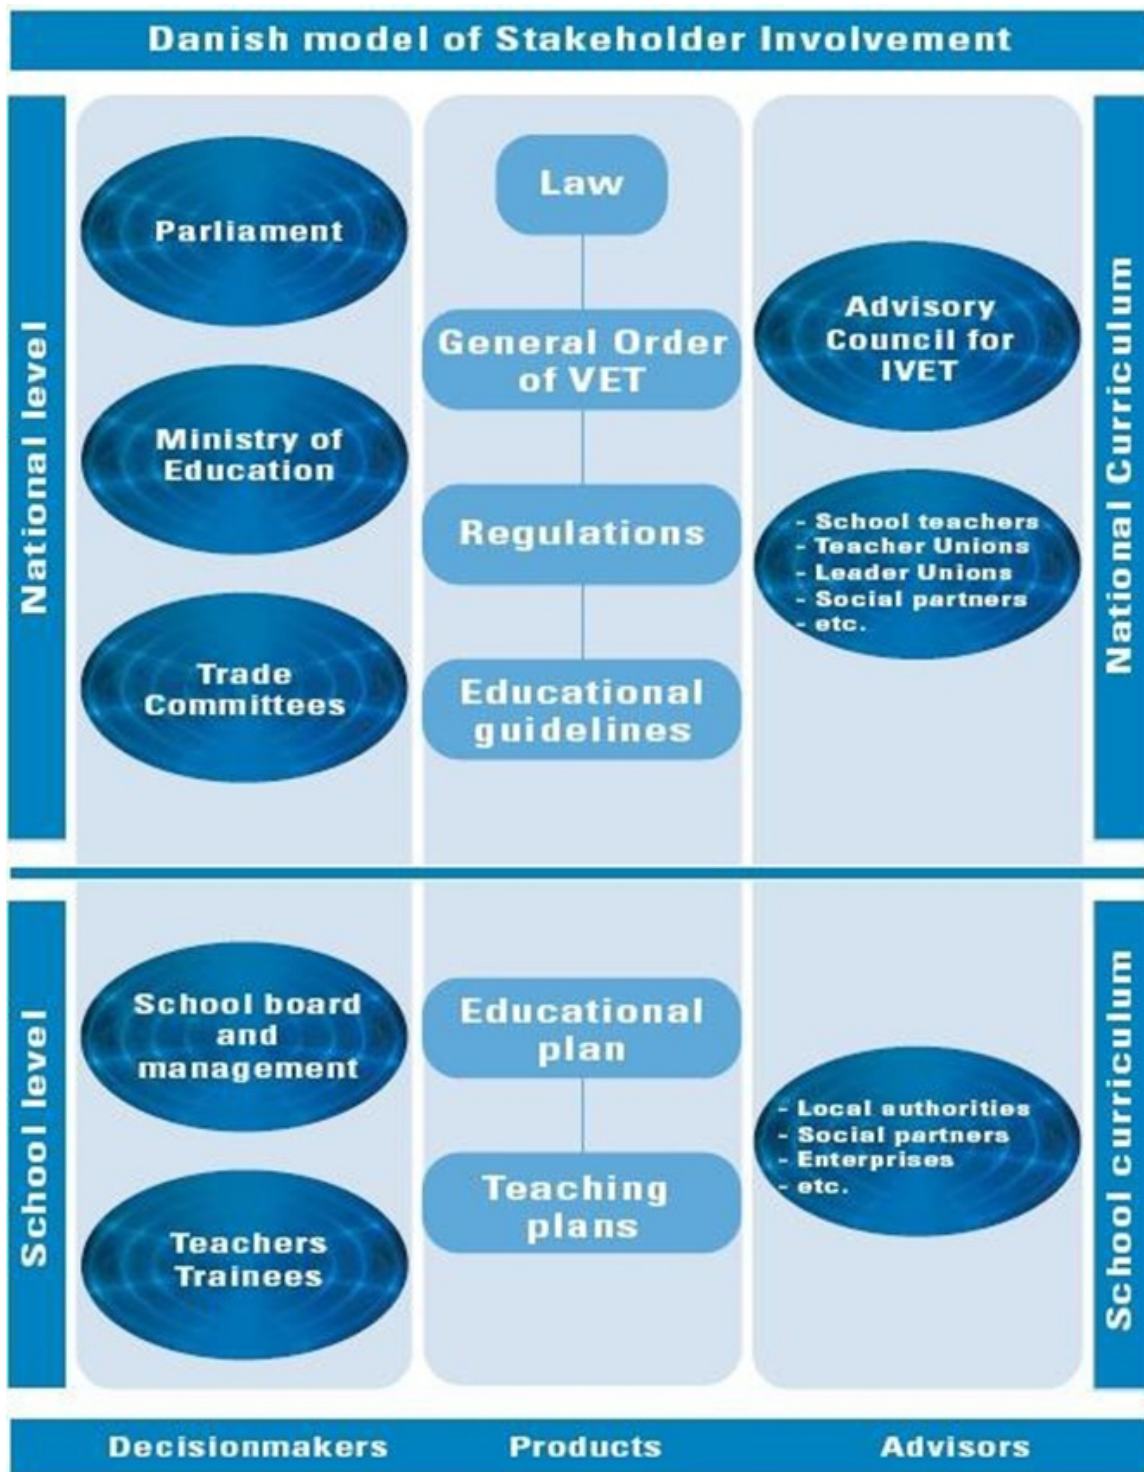 Danish model of Stakeholder Involvement
National level
Parliament
Ministry of
Education
Trade
Committees
Law
General Order
of VET
Regulations
Educational
guidelines
Advisory
Council for
IVET
- School teachers
- Teacher Unions
- Leader Unions
- Social partners
- etc.
National Curriculum
School level
School board
and
management
Teachers
Trainees
Educational
plan
Teaching
plans
- Local authorities
- Social partners
- Enterprises
- etc.
School curriculum
Decisionmakers
Products
Advisors